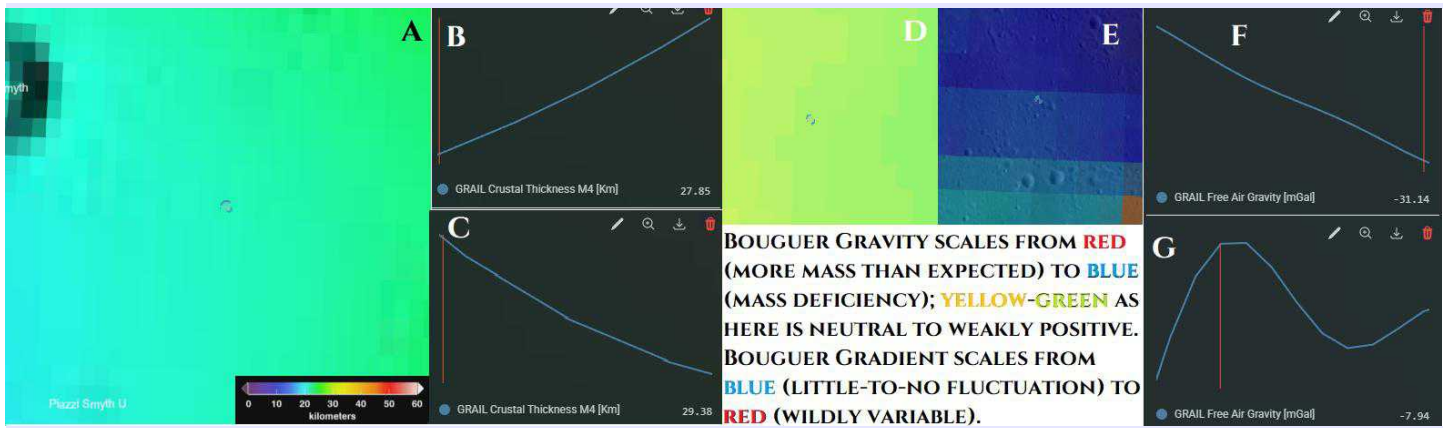 A
myth
Piazzi Smyth U
0 10 20 30 40 50 60
kilometers
B
GRAIL Crustal Thickness M4 [Km] 27.85
C
GRAIL Crustal Thickness M4 [Km] 29.38
D
E
BOUGUER GRAVITY SCALES FROM RED
(MORE MASS THAN EXPECTED) TO BLUE
(MASS DEFICIENCY); YELLOW-GREEN AS
HERE IS NEUTRAL TO WEAKLY POSITIVE.
BOUGUER GRADIENT SCALES FROM
BLUE (LITTLE-TO-NO FLUCTUATION) TO
RED (WILDLY VARIABLE).
F
GRAIL Free Air Gravity [mGal] -31.14
G
GRAIL Free Air Gravity [mGal] -7.94